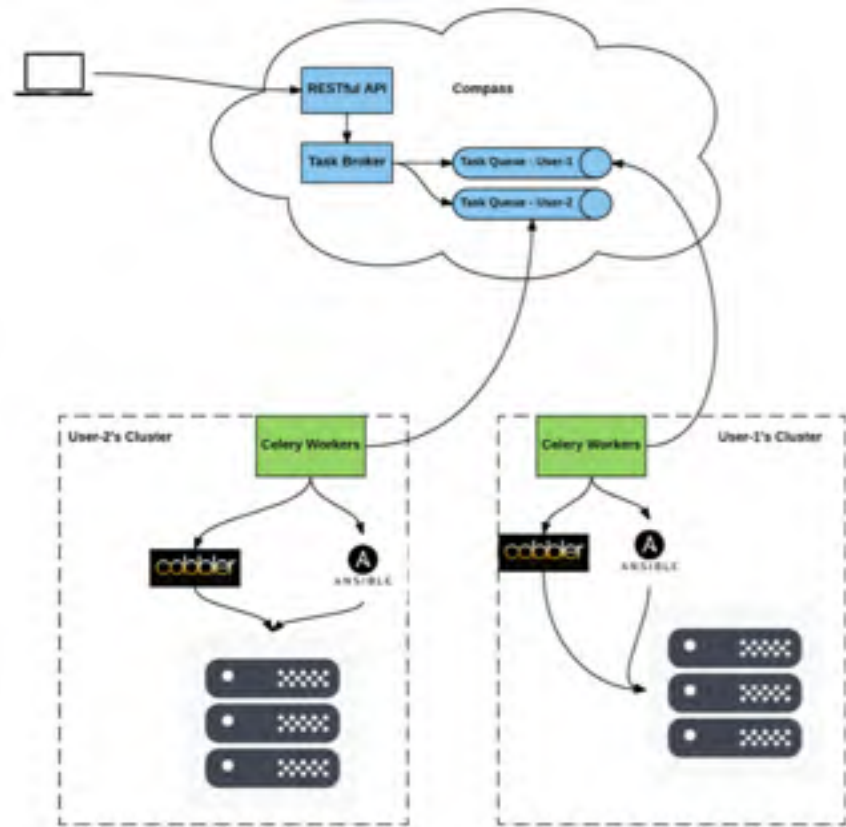 RESTful API
Compass
Task Broker
Task Queue - User-1
Task Queue - User-2
User-2's Cluster
Celery Workers
Celery Workers
User-1's Cluster
cobbler
A
ANSIBLE
cobbler
A
ANSIBLE